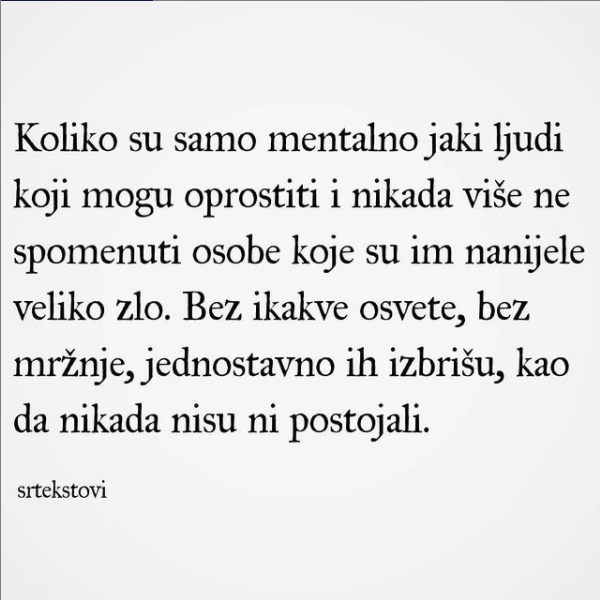 Koliko su samo mentalno jaki ljudi
koji mogu oprostiti i nikada više ne
spomenuti osobe koje su im nanijele
veliko zlo. Bez ikakve osvete, bez
mržnje, jednostavno ih izbrišu, kao
da nikada nisu ni postojali.
srtekstovi